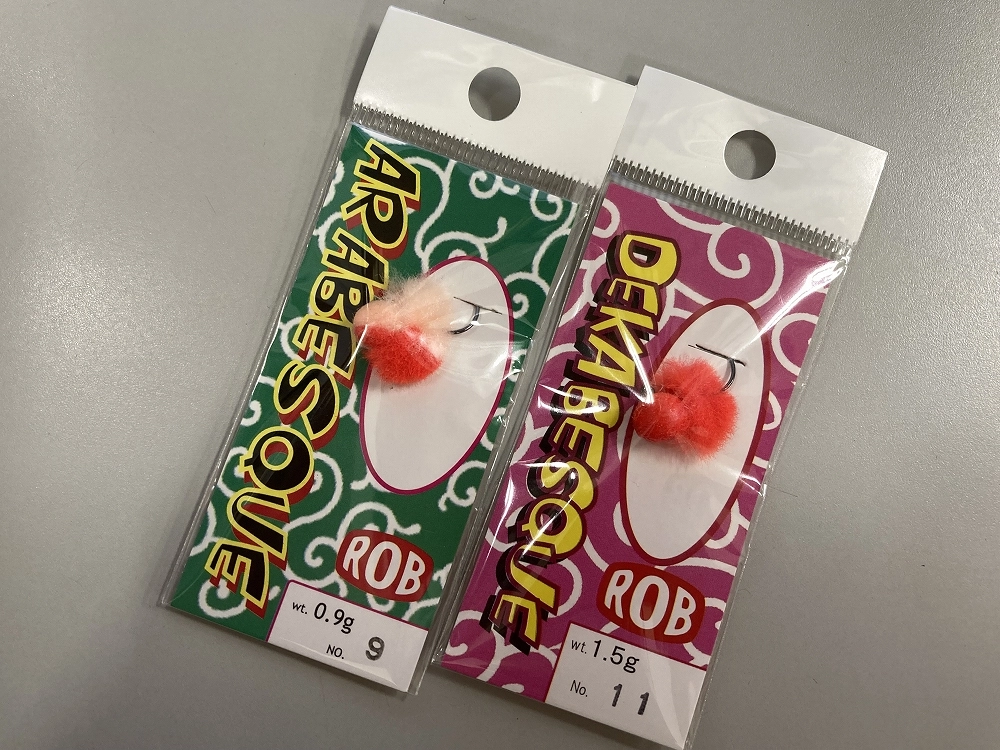 ARABESQUE
ROB
wt. 0.9g
NO. 9
DEKABESQUE
ROB
wt. 1.5g
No. 11